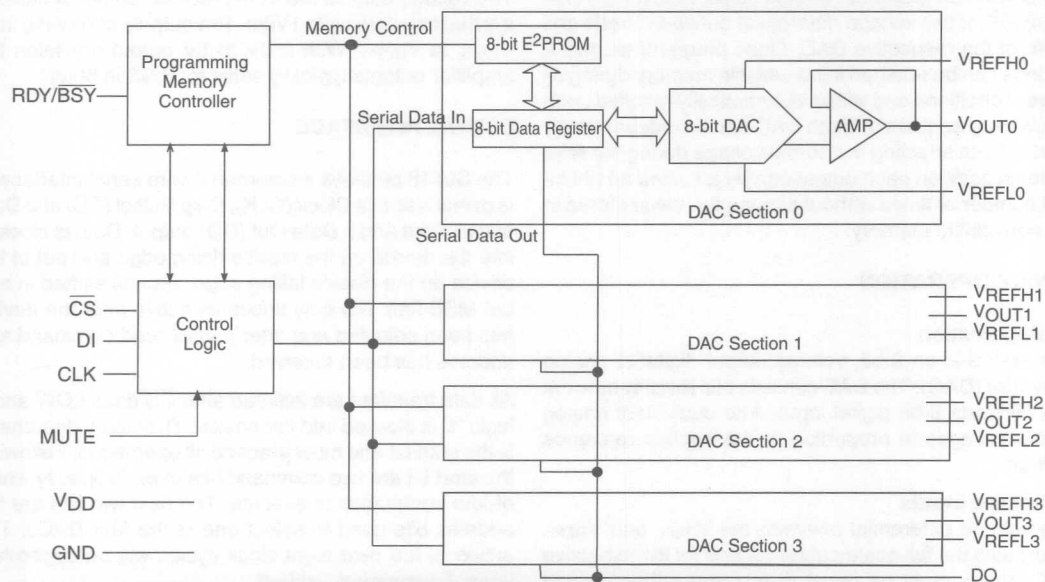 Memory Control
8-bit E²PROM
Programming
Memory
Controller
VREFH0
RDY/BSY
Serial Data In
8-bit Data Register
8-bit DAC
AMP
VOUT0
VREFL0
DAC Section 0
Serial Data Out
CS
DI
CLK
Control
Logic
VREFH1
VOUT1
VREFL1
DAC Section 1
MUTE
VREFH2
VOUT2
VREFL2
DAC Section 2
VDD
GND
VREFH3
VOUT3
VREFL3
DAC Section 3
DO